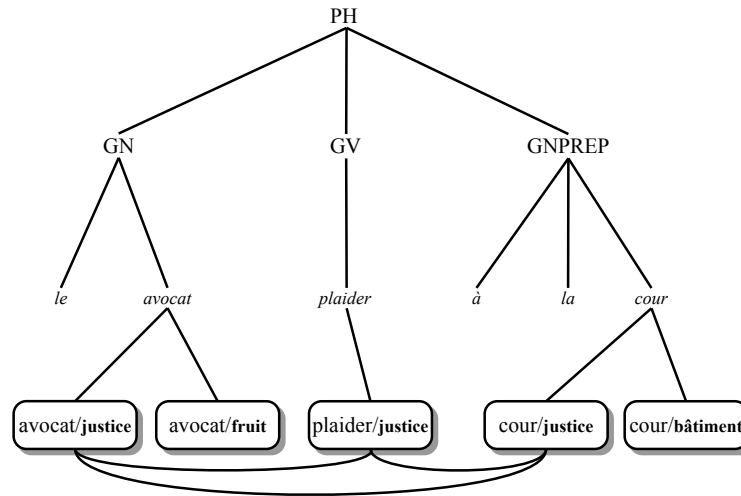 PH
GN GV GNPREP
le avocat plaider à la cour
avocat/justice avocat/fruit plaider/justice cour/justice cour/bâtiment